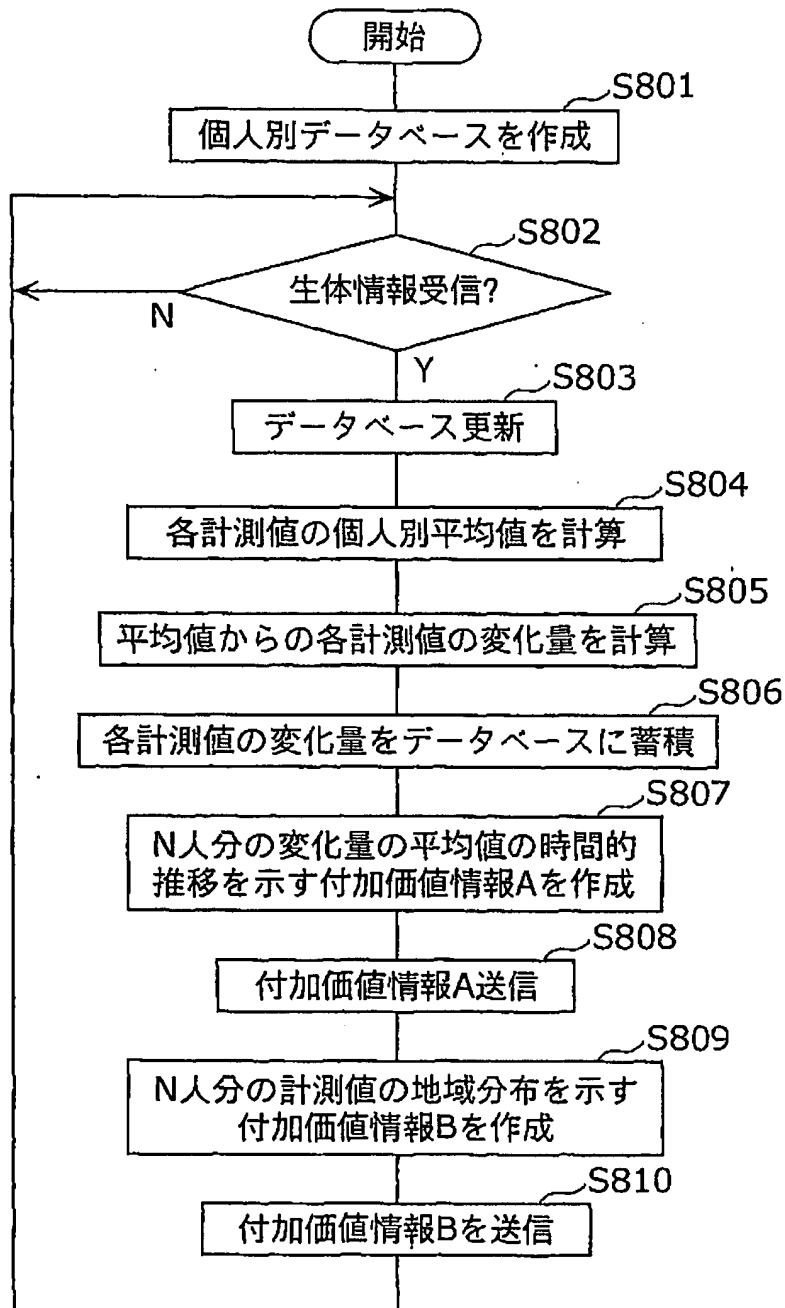 開始
S801
個人別データベースを作成
S802
生体情報受信?
N
Y
S803
データベース更新
S804
各計測値の個人別平均値を計算
S805
平均値からの各計測値の変化量を計算
S806
各計測値の変化量をデータベースに蓄積
S807
N人分の変化量の平均値の時間的
推移を示す付加価値情報Aを作成
S808
付加価値情報A送信
S809
N人分の計測値の地域分布を示す
付加価値情報Bを作成
S810
付加価値情報Bを送信